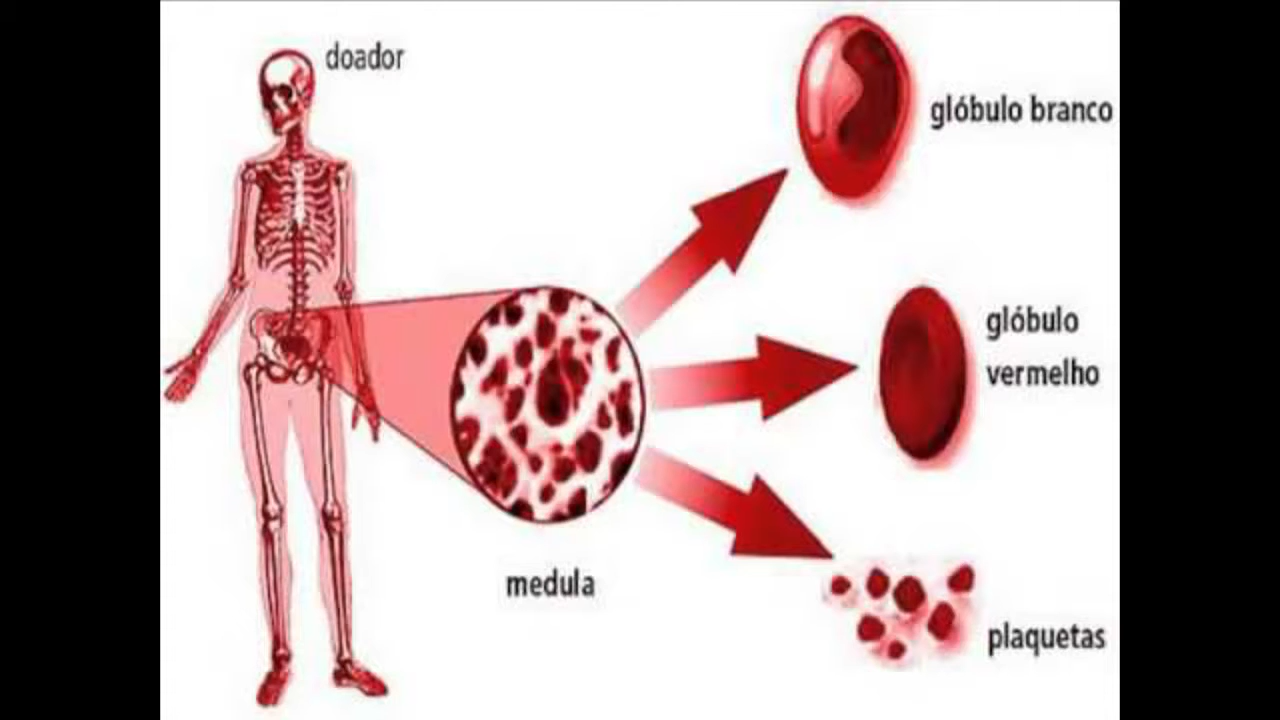 doador
glóbulo branco
glóbulo
vermelho
medula
plaquetas